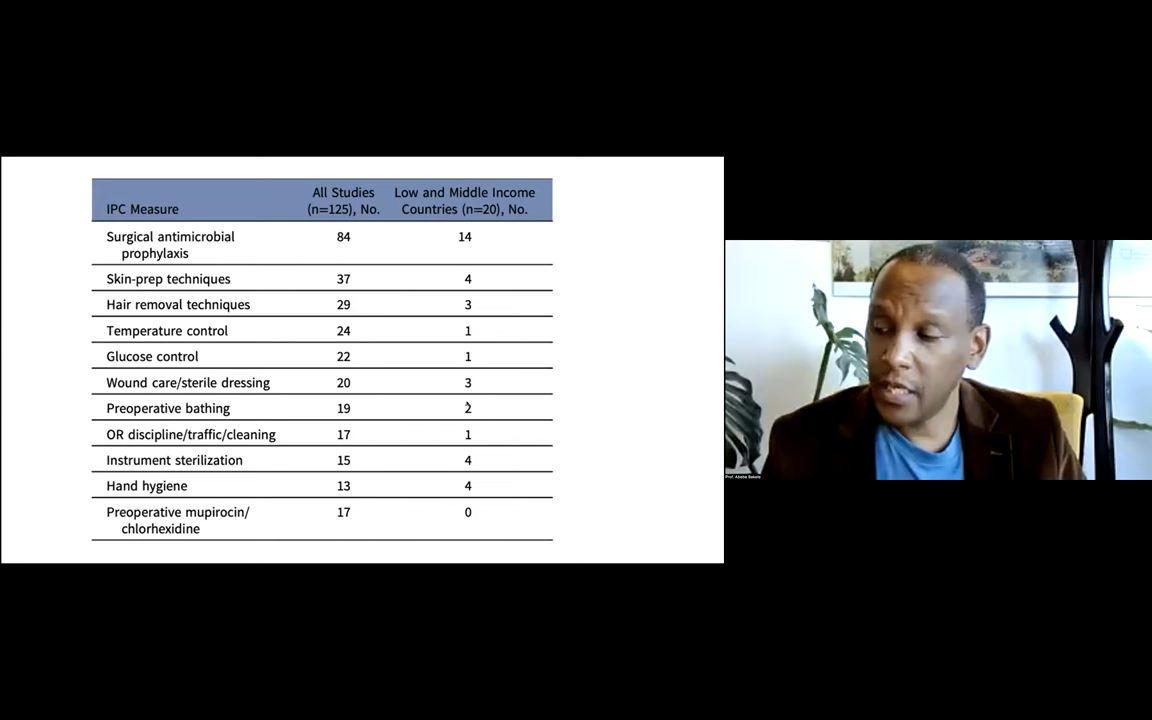 All Studies Low and Middle Income
IPC Measure (n=125), No. Countries (n=20), No.
Surgical antimicrobial 84 14
prophylaxis
Skin-prep techniques 37 4
Hair removal techniques 29 3
Temperature control 24 1
Glucose control 22 1
Wound care/sterile dressing 20 3
Preoperative bathing 19 2
OR discipline/traffic/cleaning 17 1
Instrument sterilization 15 4
Hand hygiene 13 4
Preoperative mupirocin/ 17 0
chlorhexidine
Prof. Abebe Bekele